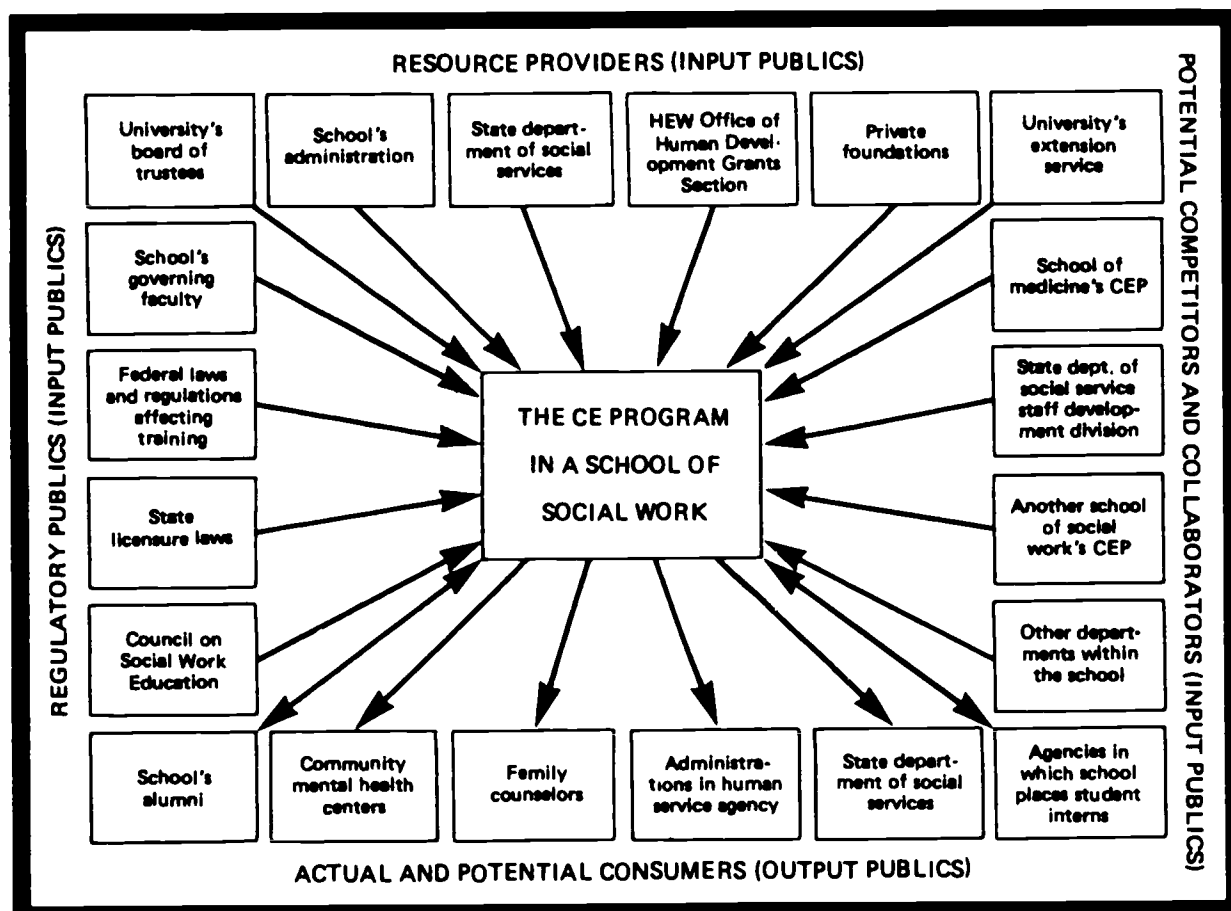 RESOURCE PROVIDERS (INPUT PUBLICS)
University's
board of
trustees
School's
administration
State depart-
ment of social
services
HEW Office of
Human Devel-
opment Grants
Section
Private
foundations
University's
extension
service
REGULATORY PUBLICS (INPUT PUBLICS)
School's
governing
faculty
Federal laws
and regulations
affecting
training
State
licensure laws
Council on
Social Work
Education
THE CE PROGRAM
IN A SCHOOL OF
SOCIAL WORK
POTENTIAL COMPETITORS AND COLLABORATORS (INPUT PUBLICS)
School of
medicine's CEP
State dept. of
social service
staff develop-
ment division
Another school
of social
work's CEP
Other depart-
ments within
the school
School's
alumni
Community
mental health
centers
Family
counselors
Administra-
tions in human
service agency
State depart-
ment of social
services
Agencies in
which school
places student
interns
ACTUAL AND POTENTIAL CONSUMERS (OUTPUT PUBLICS)